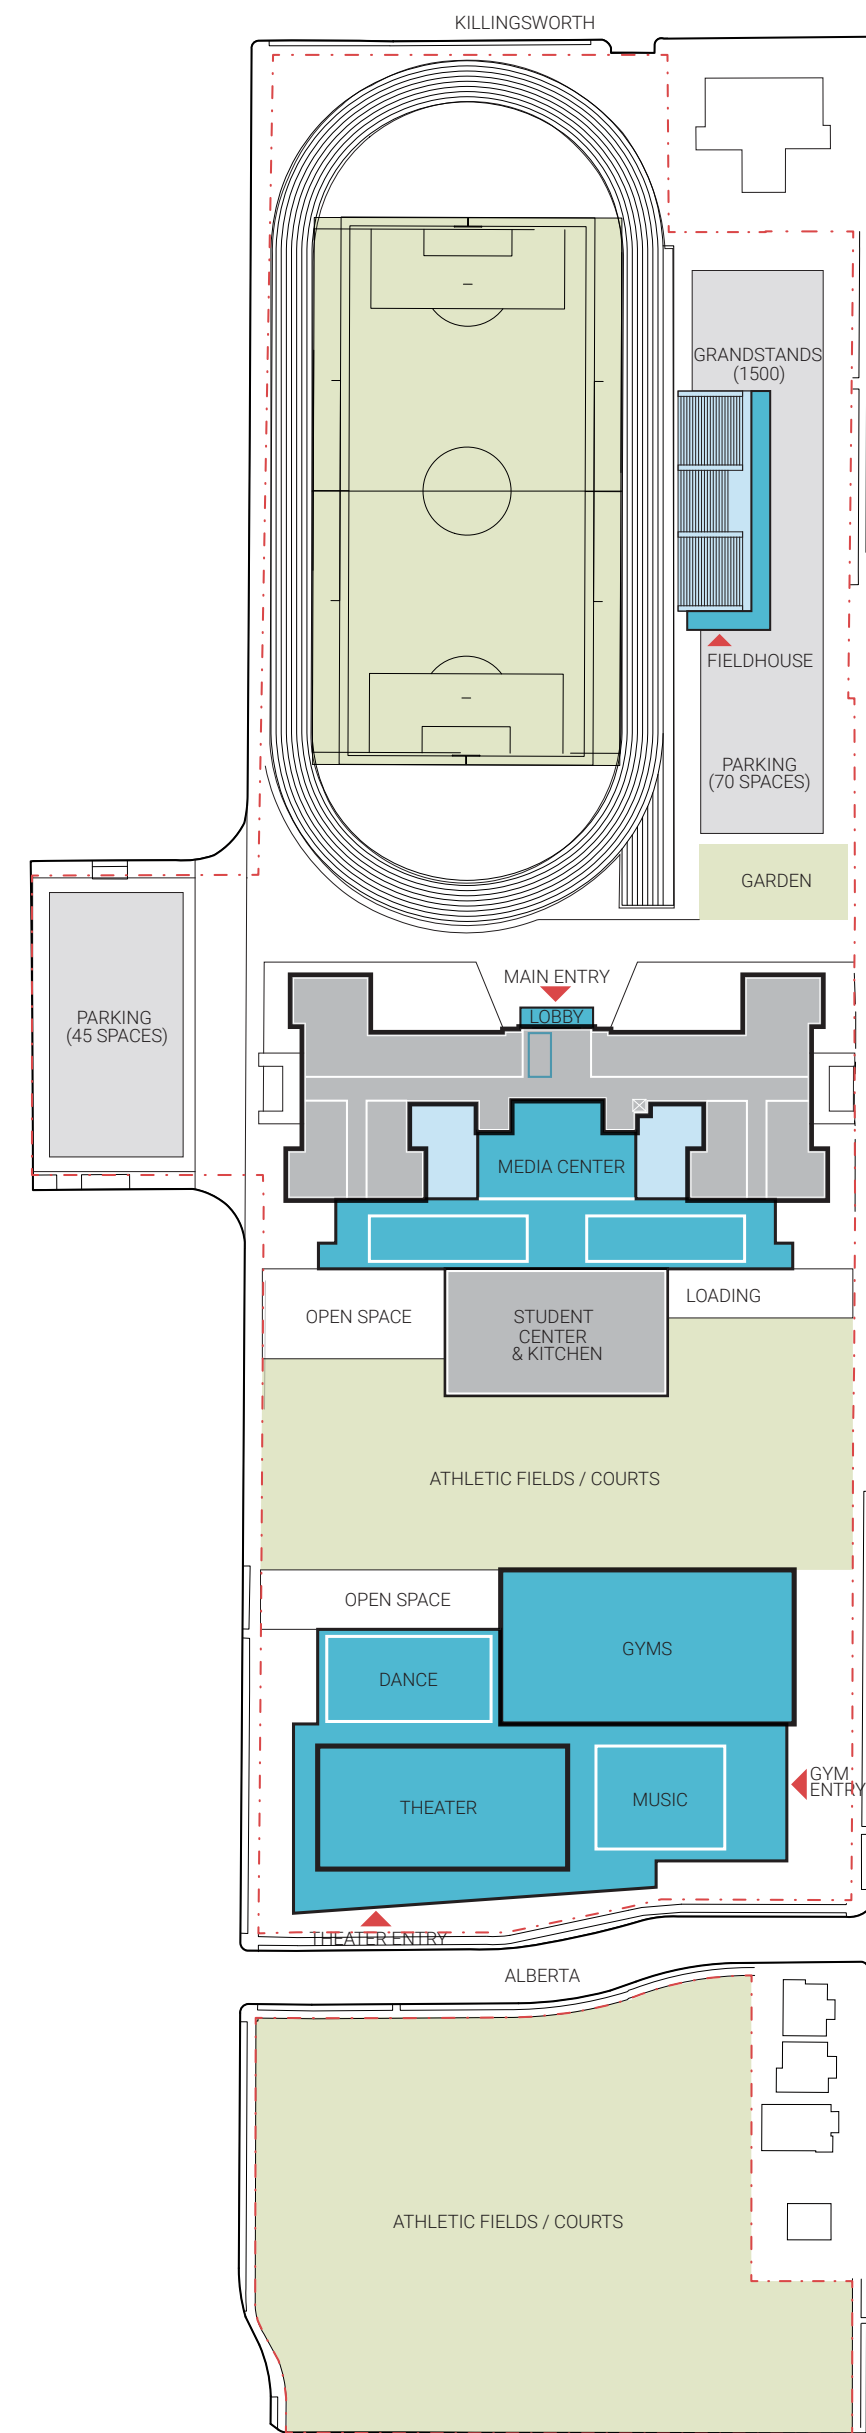 KILLINGSWORTH
GRANDSTANDS
(1500)
FIELDHOUSE
PARKING
(70 SPACES)
GARDEN
MAIN ENTRY
LOBBY
PARKING
(45 SPACES)
MEDIA CENTER
OPEN SPACE
STUDENT
CENTER
& KITCHEN
LOADING
ATHLETIC FIELDS / COURTS
OPEN SPACE
GYMS
DANCE
THEATER
MUSIC
GYM
ENTRY
THEATER ENTRY
ALBERTA
ATHLETIC FIELDS / COURTS